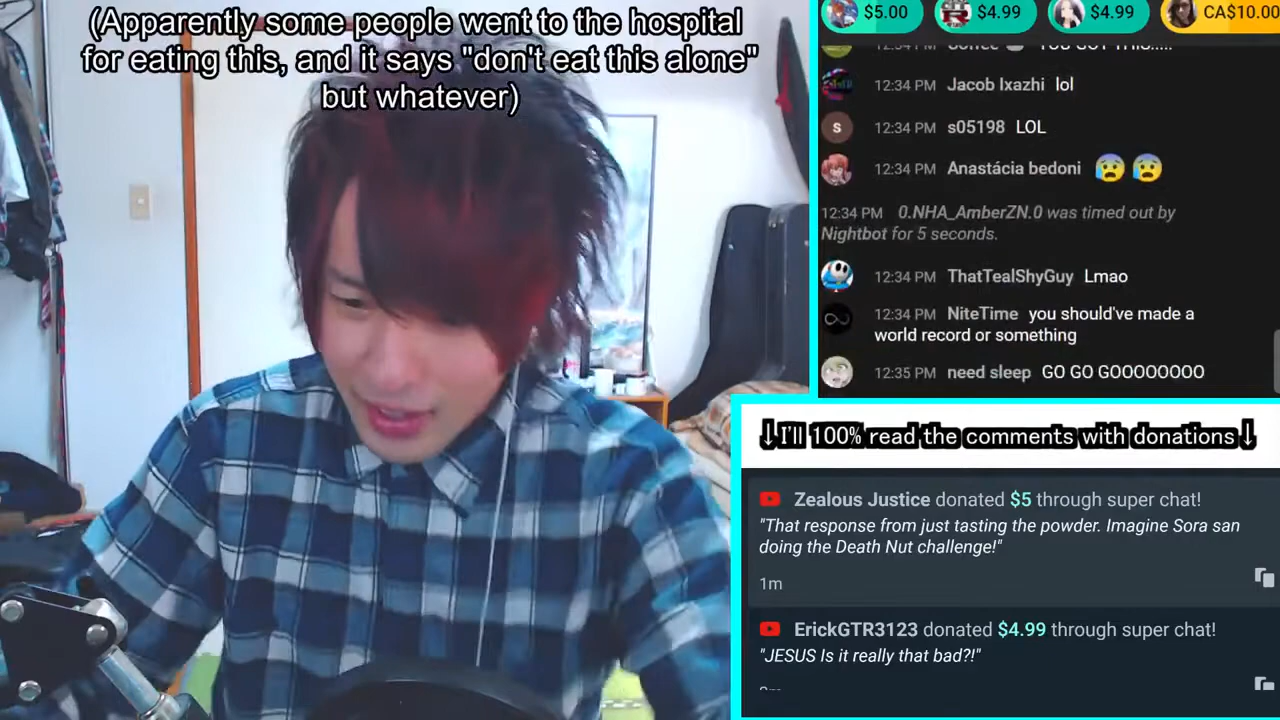 (Apparently some people went to the hospital
for eating this, and it says "don't eat this alone"
but whatever)
$5.00
$4.99
$4.99
CA$10.00
12:34 PM Jacob Ixazhi lol
S
12:34 PM s05198 LOL
12:34 PM Anastácia bedoni 😰 😰
12:34 PM 0.NHA_AmberZN.0 was timed out by
Nightbot for 5 seconds.
12:34 PM ThatTealShyGuy Lmao
12:34 PM NiteTime you should've made a
world record or something
12:35 PM need sleep GO GO GOOOOOOOO
↓I'll 100% read the comments with donations↓
Zealous Justice donated $5 through super chat!
"That response from just tasting the powder. Imagine Sora san
doing the Death Nut challenge!"
1m
ErickGTR3123 donated $4.99 through super chat!
"JESUS Is it really that bad?!"